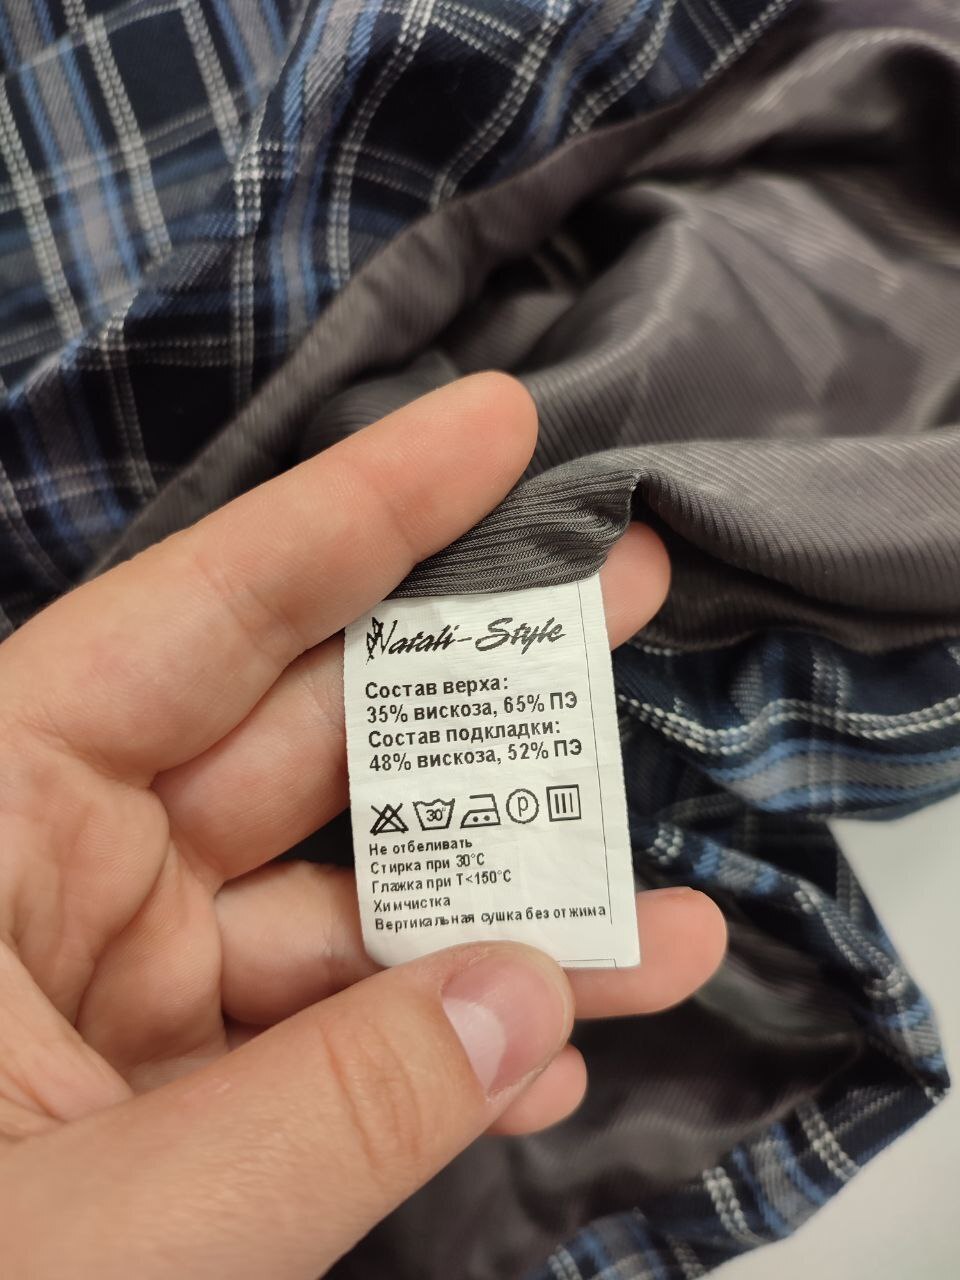 Natali-Style
Состав верха:
35% вискоза, 65% ПЭ
Состав подкладки:
48% вискоза, 52% ПЭ
30° P
Не отбеливать
Стирка при 30°С
Глажка при Т<150°С
Химчистка
Вертикальная сушка без отжима